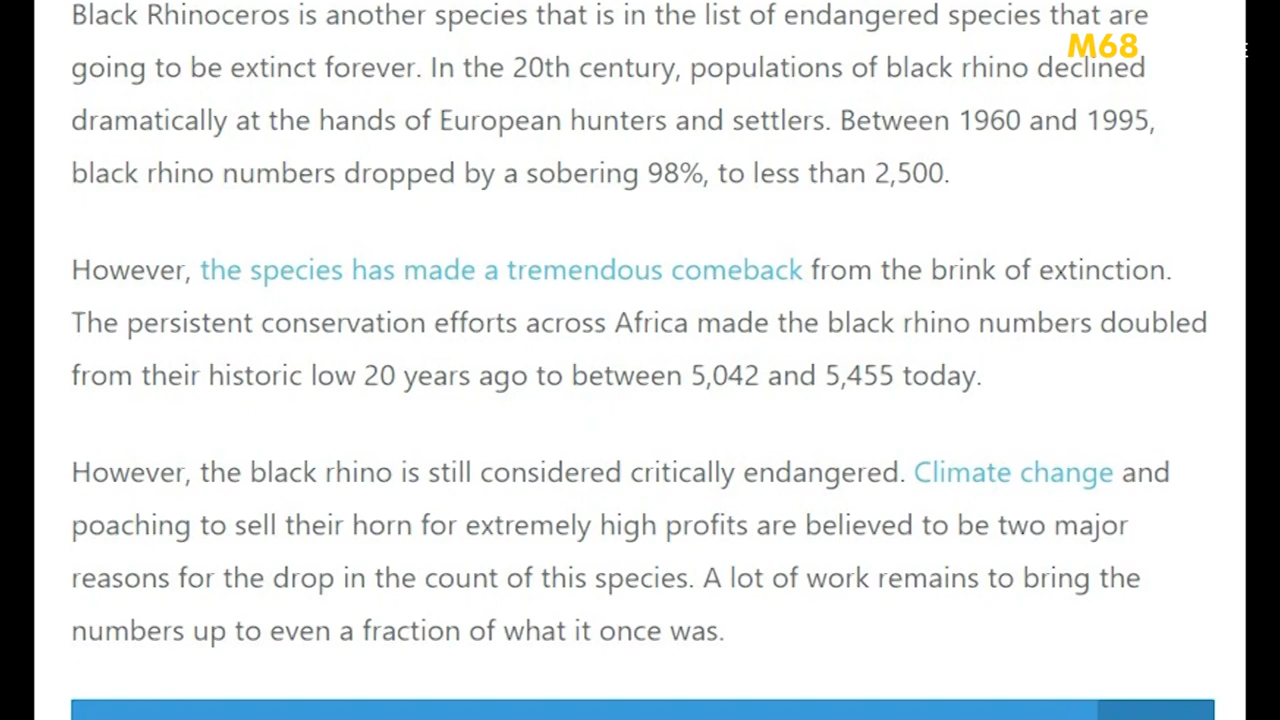 Black Rhinoceros is another species that is in the list of endangered species that are
M68
going to be extinct forever. In the 20th century, populations of black rhino declined
dramatically at the hands of European hunters and settlers. Between 1960 and 1995,
black rhino numbers dropped by a sobering 98%, to less than 2,500.
However, the species has made a tremendous comeback from the brink of extinction.
The persistent conservation efforts across Africa made the black rhino numbers doubled
from their historic low 20 years ago to between 5,042 and 5,455 today.
However, the black rhino is still considered critically endangered. Climate change and
poaching to sell their horn for extremely high profits are believed to be two major
reasons for the drop in the count of this species. A lot of work remains to bring the
numbers up to even a fraction of what it once was.